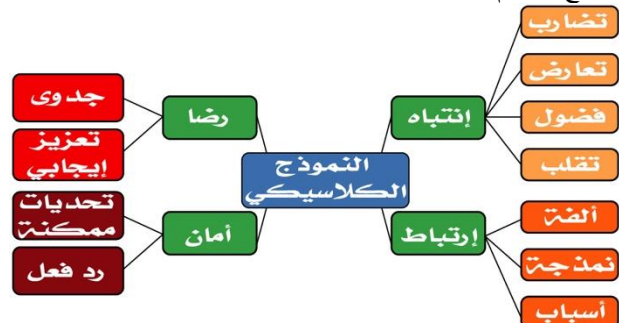 تضارب
تعارض
فضول
تقلب
إنتباه
ألفة
نمذجة
أسباب
إرتباط
النموذج
الكلاسيكي
رضا
جدوى
تعزيز
إيجابي
أمان
تحديات
ممكنة
رد فعل